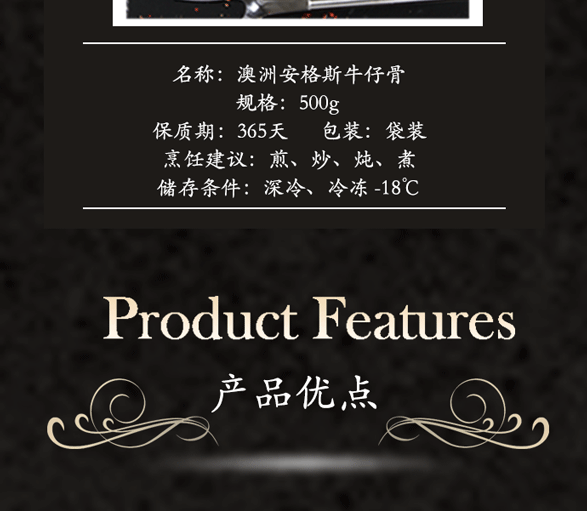 名称：澳洲安格斯牛仔骨
规格：500g
保质期：365天 包装：袋装
烹饪建议：煎、炒、炖、煮
储存条件：深冷、冷冻 -18℃
Product Features
产品优点